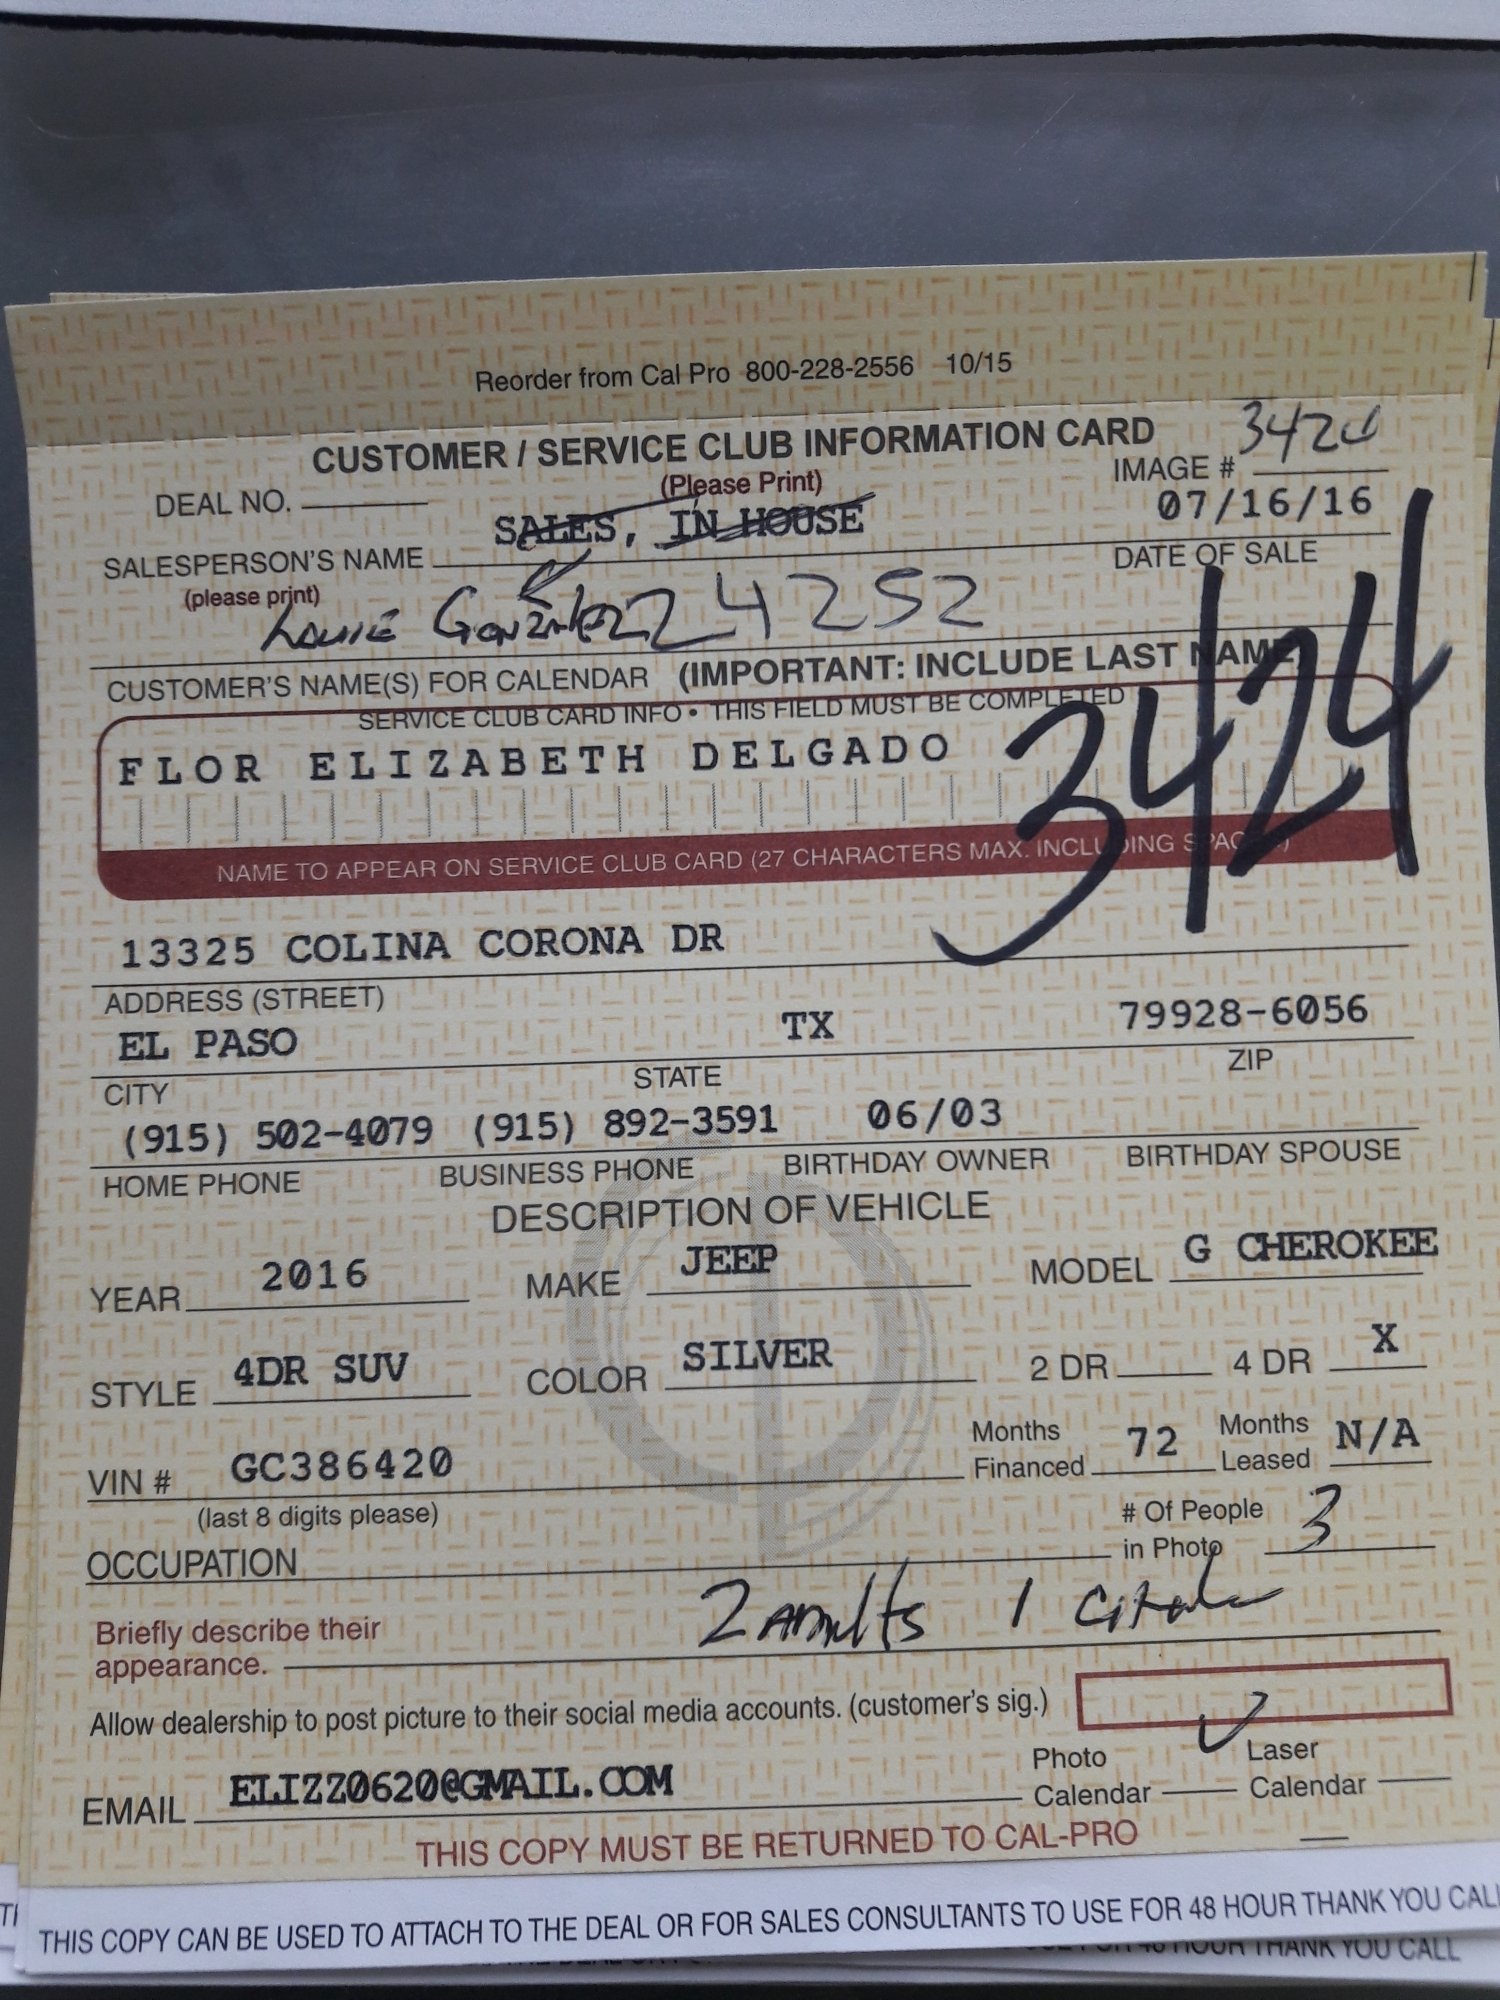 Reorder from Cal Pro 800-228-2556 10/15
CUSTOMER / SERVICE CLUB INFORMATION CARD
(Please Print)
IMAGE # 3424
DEAL NO.
SALES, IN HOUSE
07/16/16
SALESPERSON'S NAME
DATE OF SALE
(please print)
Louie Gonzalez 24252
CUSTOMER'S NAME(S) FOR CALENDAR (IMPORTANT: INCLUDE LAST NAME)
SERVICE CLUB CARD INFO • THIS FIELD MUST BE COMPLETED
FLOR ELIZABETH DELGADO
3424
NAME TO APPEAR ON SERVICE CLUB CARD (27 CHARACTERS MAX. INCLUDING SPACES)
13325 COLINA CORONA DR
ADDRESS (STREET)
EL PASO TX 79928-6056
CITY STATE ZIP
(915) 502-4079 (915) 892-3591 06/03
HOME PHONE BUSINESS PHONE BIRTHDAY OWNER BIRTHDAY SPOUSE
DESCRIPTION OF VEHICLE
YEAR 2016 MAKE JEEP MODEL G CHEROKEE
STYLE 4DR SUV COLOR SILVER 2 DR 4 DR X
VIN # GC386420 Months Financed 72 Months Leased N/A
(last 8 digits please)
OCCUPATION # Of People in Photo 3
Briefly describe their appearance. 2 adults 1
Allow dealership to post picture to their social media accounts. (customer's sig.)
EMAIL ELIZZ0620@GMAIL.COM Photo Calendar Laser Calendar
THIS COPY MUST BE RETURNED TO CAL-PRO
THIS COPY CAN BE USED TO ATTACH TO THE DEAL OR FOR SALES CONSULTANTS TO USE FOR 48 HOUR THANK YOU CALL
48 HOUR THANK YOU CALL